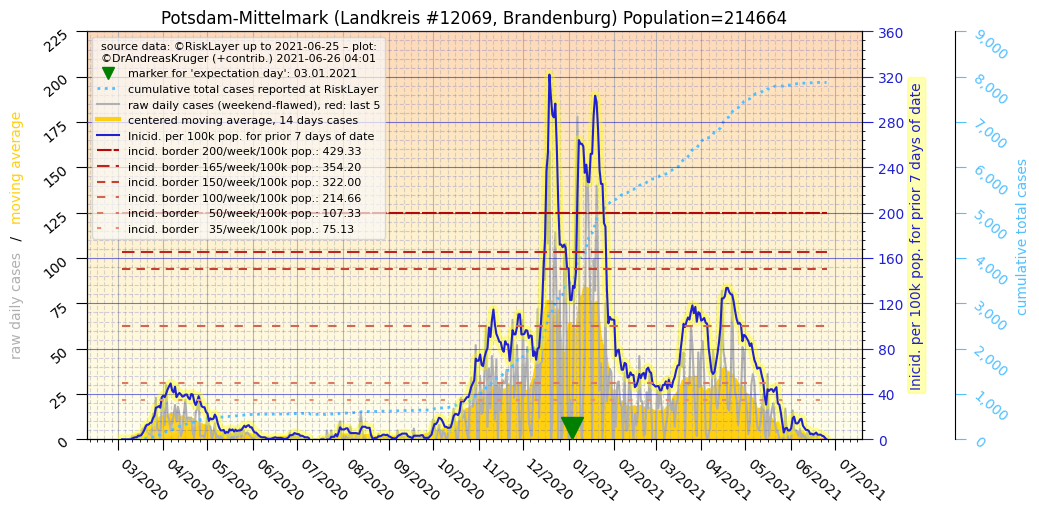 Potsdam-Mittelmark (Landkreis #12069, Brandenburg) Population=214664
source data: ©RiskLayer up to 2021-06-25 – plot:
©DrAndreasKruger (+contrib.) 2021-06-26 04:01
marker for 'expectation day': 03.01.2021
cumulative total cases reported at RiskLayer
raw daily cases (weekend-flawed), red: last 5
centered moving average, 14 days cases
Inicid. per 100k pop. for prior 7 days of date
incid. border 200/week/100k pop.: 429.33
incid. border 165/week/100k pop.: 354.20
incid. border 150/week/100k pop.: 322.00
incid. border 100/week/100k pop.: 214.66
incid. border   50/week/100k pop.: 107.33
incid. border   35/week/100k pop.: 75.13
raw daily cases / moving average
225
200
175
150
125
100
75
50
25
0
03/2020
04/2020
05/2020
06/2020
07/2020
08/2020
09/2020
10/2020
11/2020
12/2020
01/2021
02/2021
03/2021
04/2021
05/2021
06/2021
07/2021
360
320
280
240
200
160
120
80
40
0
Inicid. per 100k pop. for prior 7 days of date
9,000
8,000
7,000
6,000
5,000
4,000
3,000
2,000
1,000
0
cumulative total cases